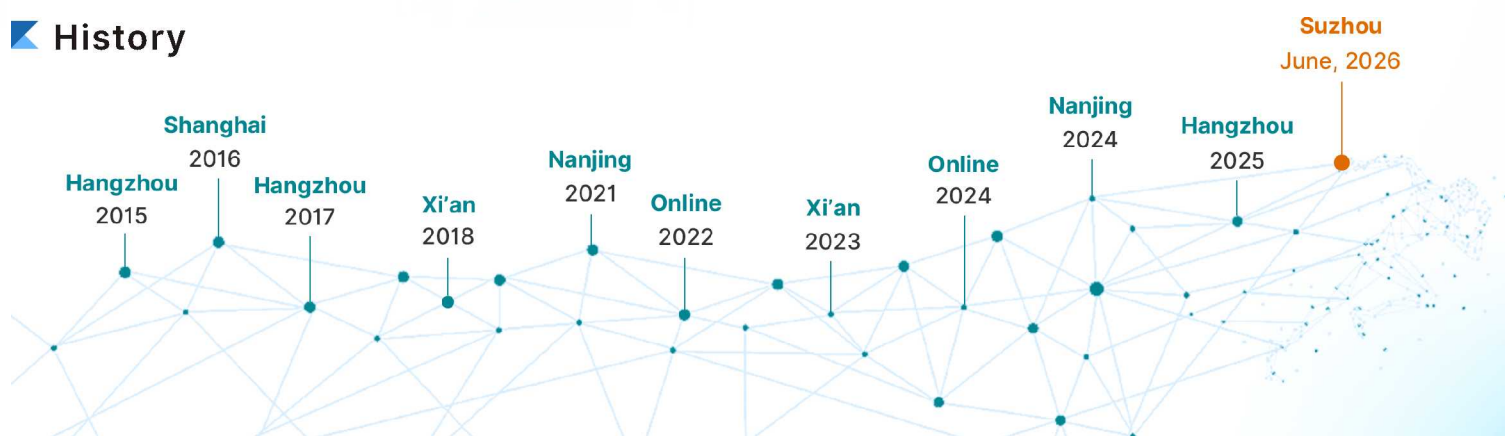 History
Hangzhou
2015
Shanghai
2016
Hangzhou
2017
Xi’an
2018
Nanjing
2021
Online
2022
Xi’an
2023
Online
2024
Nanjing
2024
Hangzhou
2025
Suzhou
June, 2026